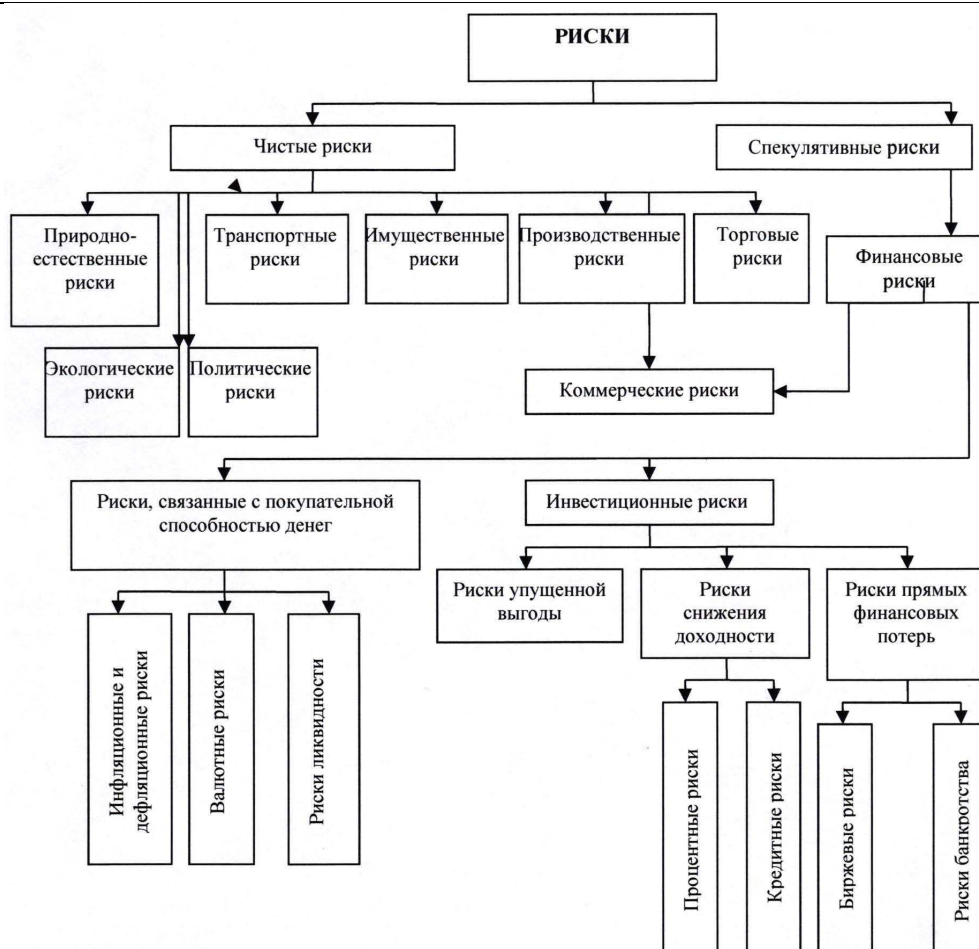 РИСКИ
Чистые риски
Спекулятивные риски
Природно-
естественные
риски
Транспортные
риски
Имущественные
риски
Производственные
риски
Торговые
риски
Финансовые
риски
Экологические
риски
Политические
риски
Коммерческие риски
Риски, связанные с покупательной
способностью денег
Инвестиционные риски
Риски упущенной
выгоды
Риски
снижения
доходности
Риски прямых
финансовых
потерь
Инфляционные и
дефляционные риски
Валютные риски
Риски ликвидности
Процентные риски
Кредитные риски
Биржевые риски
Риски банкротства